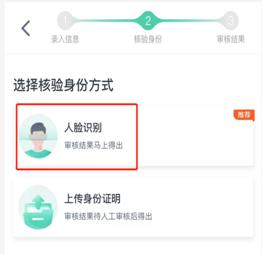 1 2 3
录入信息 核验身份 审核结果
选择核验身份方式
推荐
人脸识别
审核结果马上得出
上传身份证明
审核结果待人工审核后得出